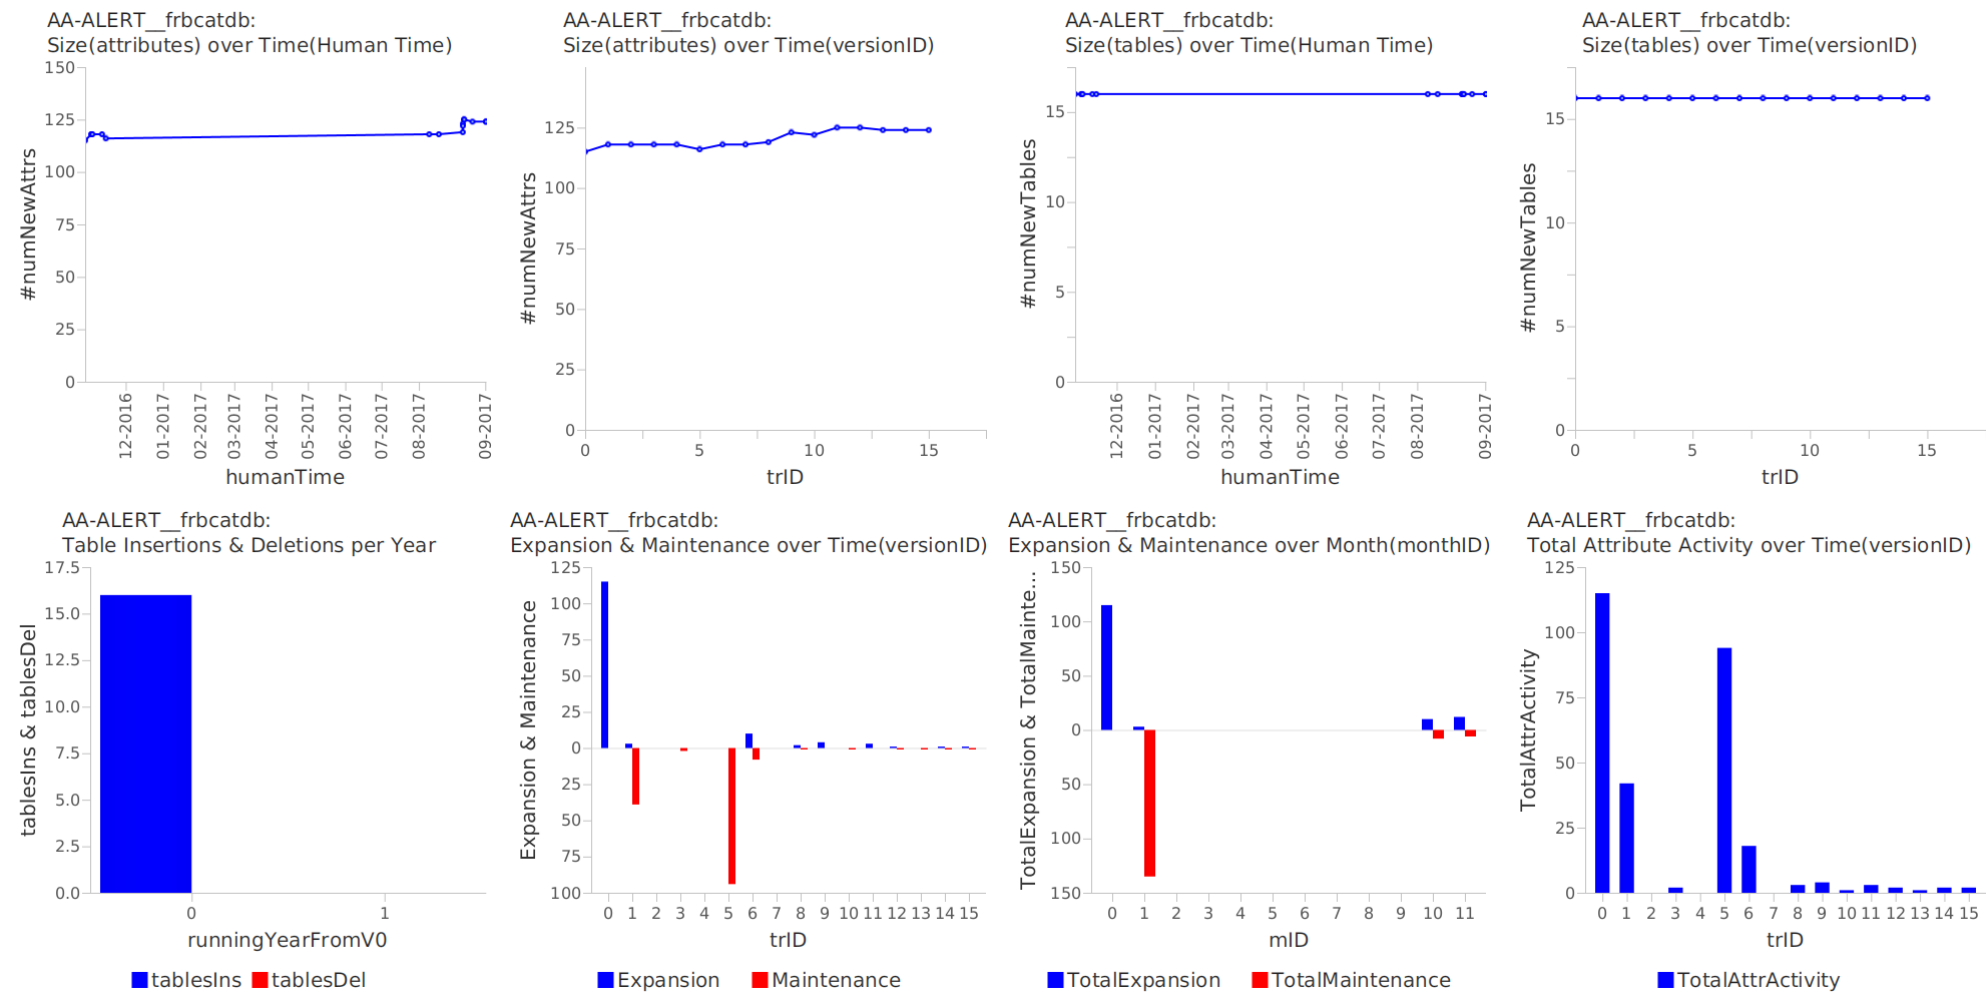 AA-ALERT__frbcatdb:
Size(attributes) over Time(Human Time)
150
125
100
75
50
25
0
#numNewAttrs
12-2016
01-2017
02-2017
03-2017
04-2017
05-2017
06-2017
07-2017
08-2017
09-2017
humanTime
AA-ALERT__frbcatdb:
Size(attributes) over Time(versionID)
125
100
75
50
25
0
#numNewAttrs
0 5 10 15
trID
AA-ALERT__frbcatdb:
Size(tables) over Time(Human Time)
15
10
5
0
#numNewTables
12-2016
01-2017
02-2017
03-2017
04-2017
05-2017
06-2017
07-2017
08-2017
09-2017
humanTime
AA-ALERT__frbcatdb:
Size(tables) over Time(versionID)
15
10
5
0
#numNewTables
0 5 10 15
trID
AA-ALERT__frbcatdb:
Table Insertions & Deletions per Year
17.5
15.0
12.5
10.0
7.5
5.0
2.5
0.0
tablesIns & tablesDel
0 1
runningYearFromV0
tablesIns tablesDel
AA-ALERT__frbcatdb:
Expansion & Maintenance over Time(versionID)
125
100
75
50
25
0
25
50
75
100
Expansion & Maintenance
0 1 2 3 4 5 6 7 8 9 10 11 12 13 14 15
trID
Expansion Maintenance
AA-ALERT__frbcatdb:
Expansion & Maintenance over Month(monthID)
150
100
50
0
50
100
150
TotalExpansion & TotalMainte...
0 1 2 3 4 5 6 7 8 9 10 11
mID
TotalExpansion TotalMaintenance
AA-ALERT__frbcatdb:
Total Attribute Activity over Time(versionID)
125
100
75
50
25
0
TotalAttrActivity
0 1 2 3 4 5 6 7 8 9 10 11 12 13 14 15
trID
TotalAttrActivity